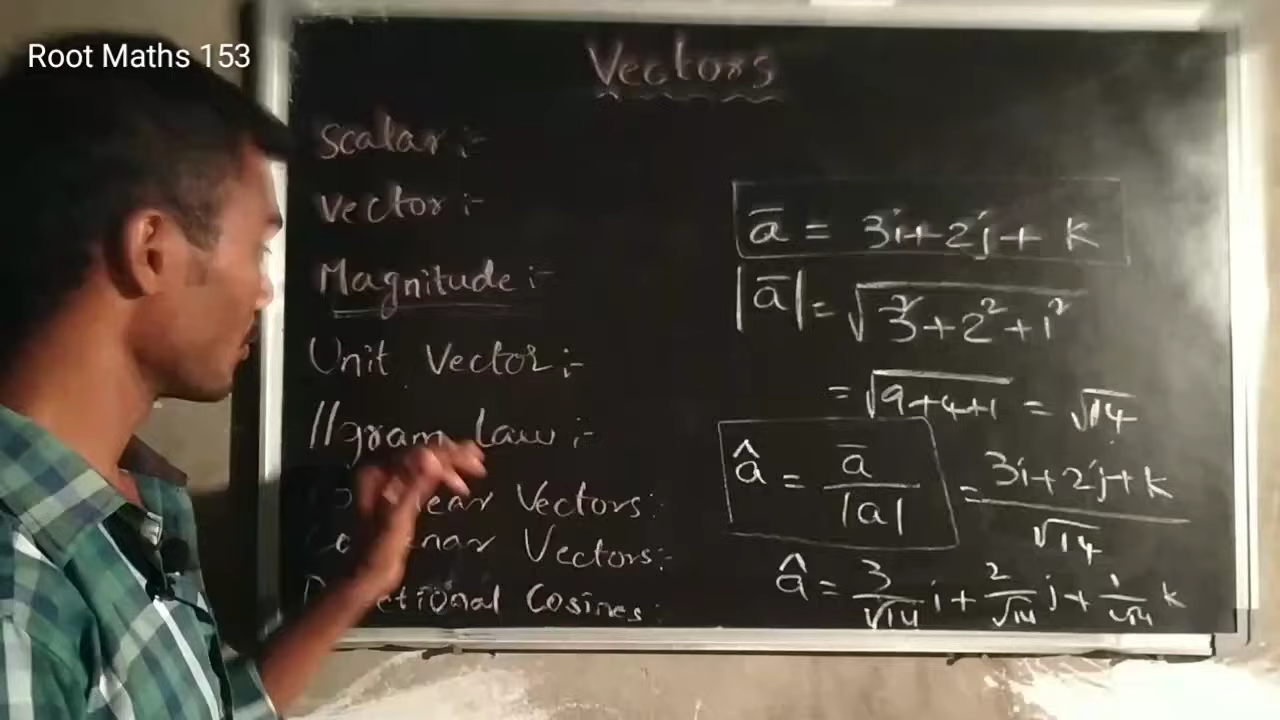 Root Maths 153
Vectors
Scalar :-
Vector :-
Magnitude :-
Unit Vector :-
//gram Law :-
Vectors:
Vectors:-
Cosines:
a̅ = 3i+2j+k
|a̅| = √3²+2²+1²
= √9+4+1 = √14
â = a̅/|a| = 3i+2j+k/√14
â = 3/√14 i + 2/√14 j + 1/√14 k